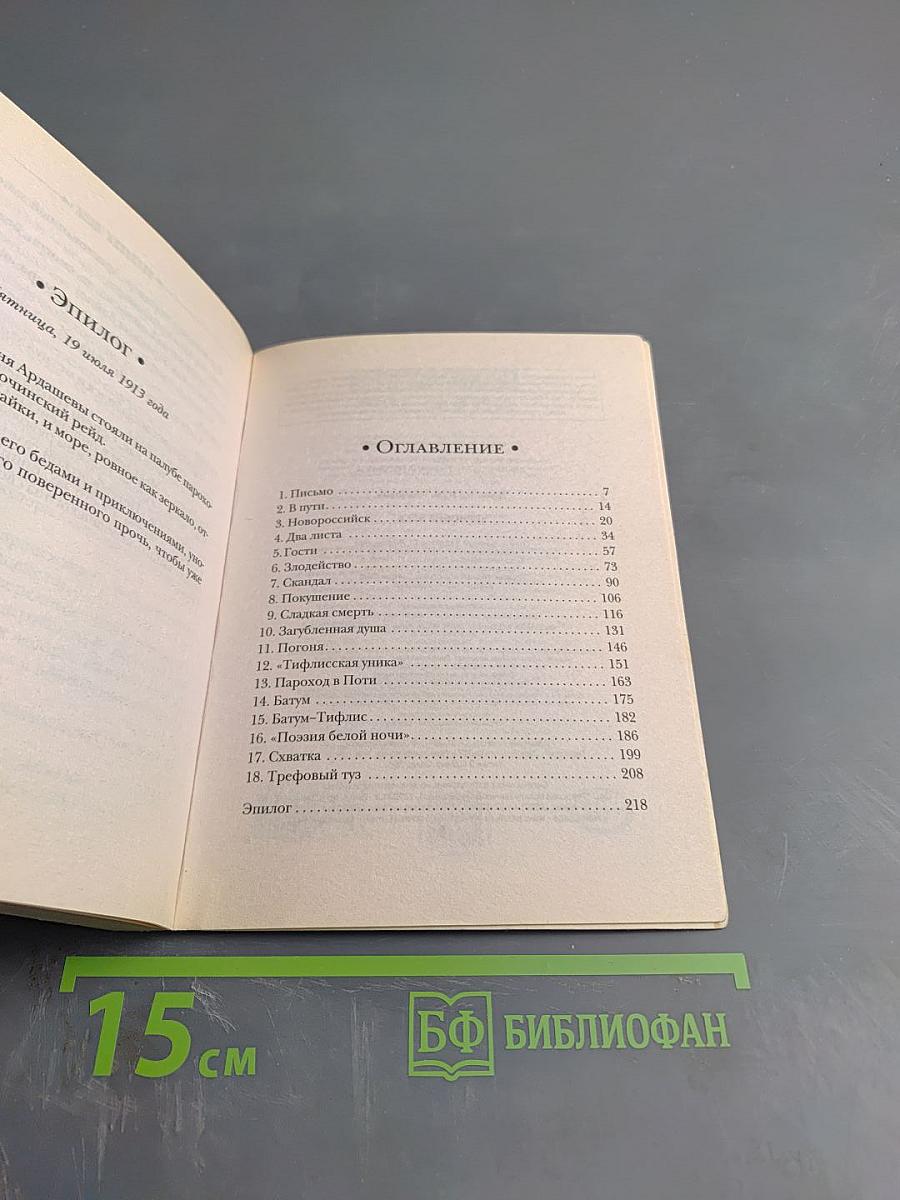 • Эпилог •
19 июля 1913 года
Ардашевы стояли на палубе парохо-
рейд.
и море, ровное как зеркало, от-
его бедами и приключениями, уно-
поверенного прочь, чтобы уже
• Оглавление •
1. Письмо 7
2. В пути 14
3. Новороссийск 20
4. Два листа 34
5. Гости 57
6. Злодейство 73
7. Скандал 90
8. Покушение 106
9. Сладкая смерть 116
10. Загубленная душа 131
11. Погоня 146
12. «Тифлисская уника» 151
13. Пароход в Поти 163
14. Батум 175
15. Батум–Тифлис 182
16. «Поэзия белой ночи» 186
17. Схватка 199
18. Трефовый туз 208
Эпилог 218
15 см
БФ БИБЛИОФАН